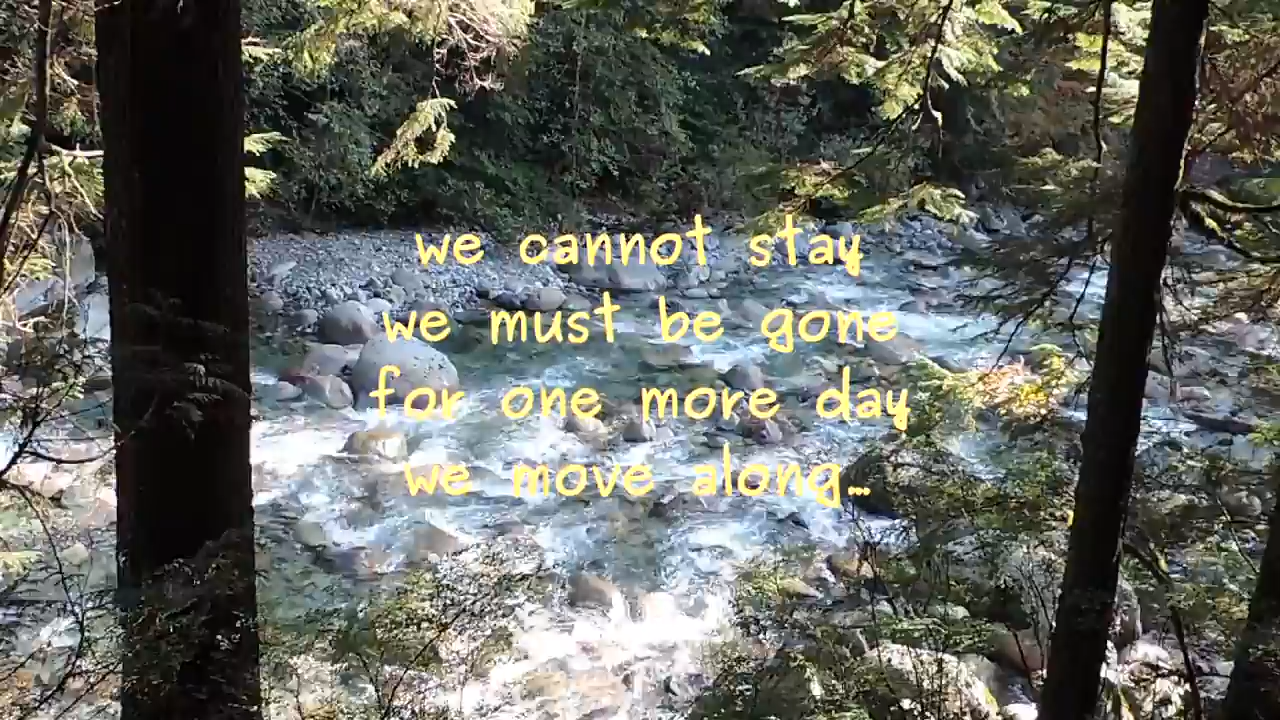 we cannot stay
we must be gone
for one more day
we move along...